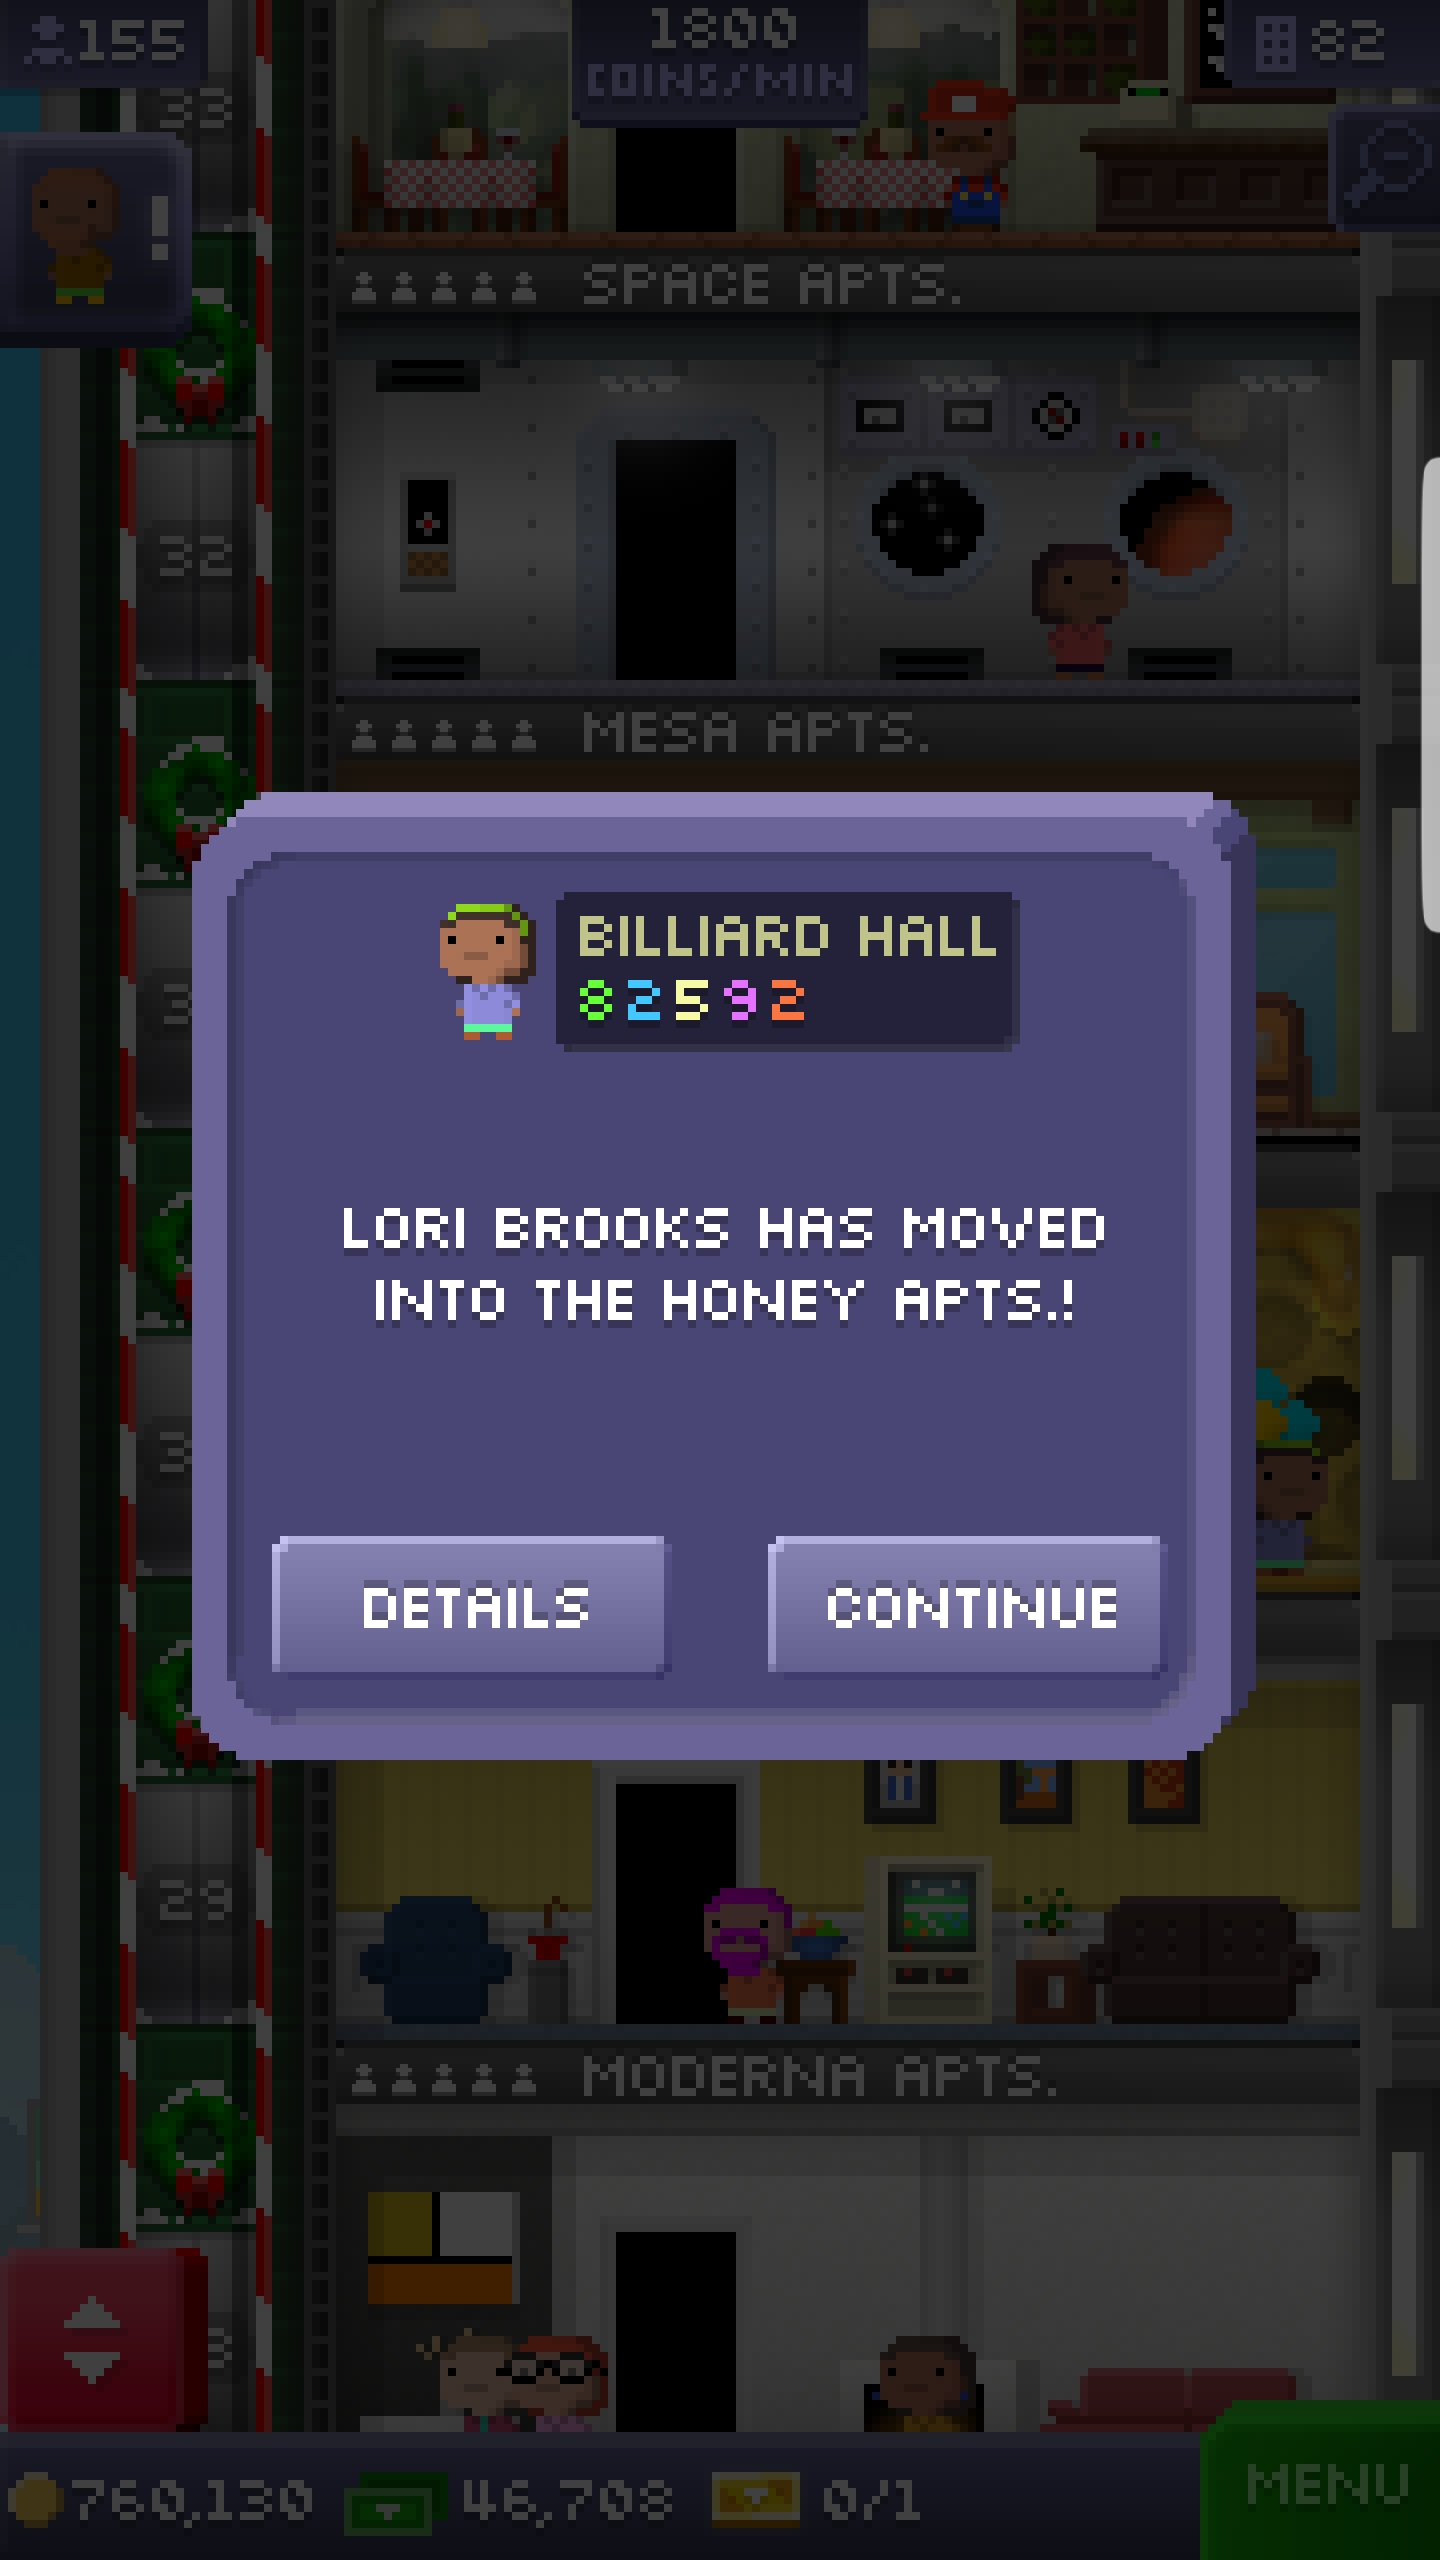 155
1800
COINS/MIN
82
33
!
SPACE APTS.
32
MESA APTS.
BILLIARD HALL
82592
LORI BROOKS HAS MOVED
INTO THE HONEY APTS.!
DETAILS
CONTINUE
29
MODERNA APTS.
760,130
46,708
0/1
MENU